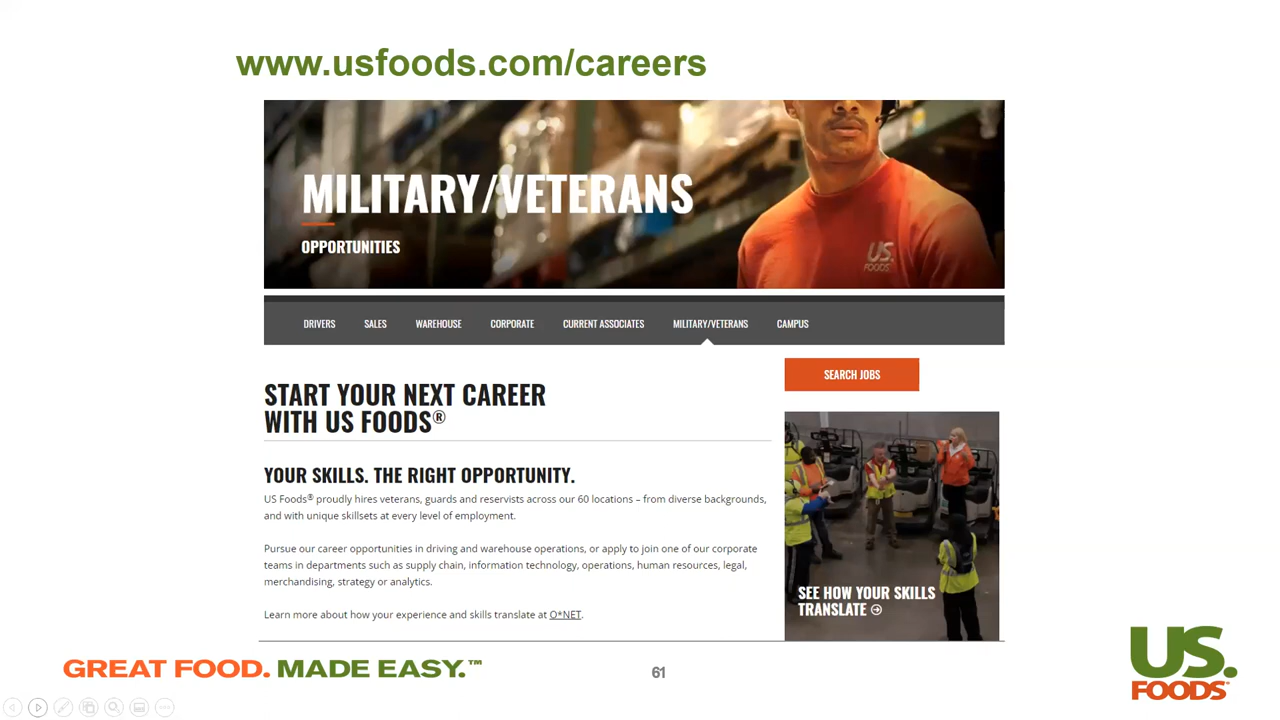 www.usfoods.com/careers
MILITARY/VETERANS
OPPORTUNITIES
US.
FOODS
DRIVERS SALES WAREHOUSE CORPORATE CURRENT ASSOCIATES MILITARY/VETERANS CAMPUS
SEARCH JOBS
START YOUR NEXT CAREER
WITH US FOODS®
YOUR SKILLS. THE RIGHT OPPORTUNITY.
US Foods® proudly hires veterans, guards and reservists across our 60 locations – from diverse backgrounds,
and with unique skillsets at every level of employment.
Pursue our career opportunities in driving and warehouse operations, or apply to join one of our corporate
teams in departments such as supply chain, information technology, operations, human resources, legal,
merchandising, strategy or analytics.
Learn more about how your experience and skills translate at O*NET.
SEE HOW YOUR SKILLS
TRANSLATE
GREAT FOOD. MADE EASY.™
61
US.
FOODS™